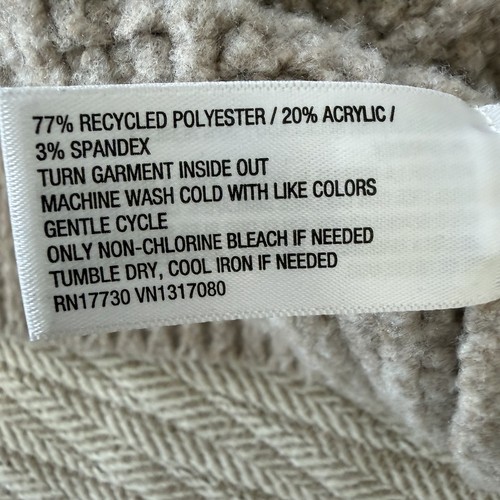 77% RECYCLED POLYESTER / 20% ACRYLIC /
3% SPANDEX
TURN GARMENT INSIDE OUT
MACHINE WASH COLD WITH LIKE COLORS
GENTLE CYCLE
ONLY NON-CHLORINE BLEACH IF NEEDED
TUMBLE DRY, COOL IRON IF NEEDED
RN17730 VN1317080